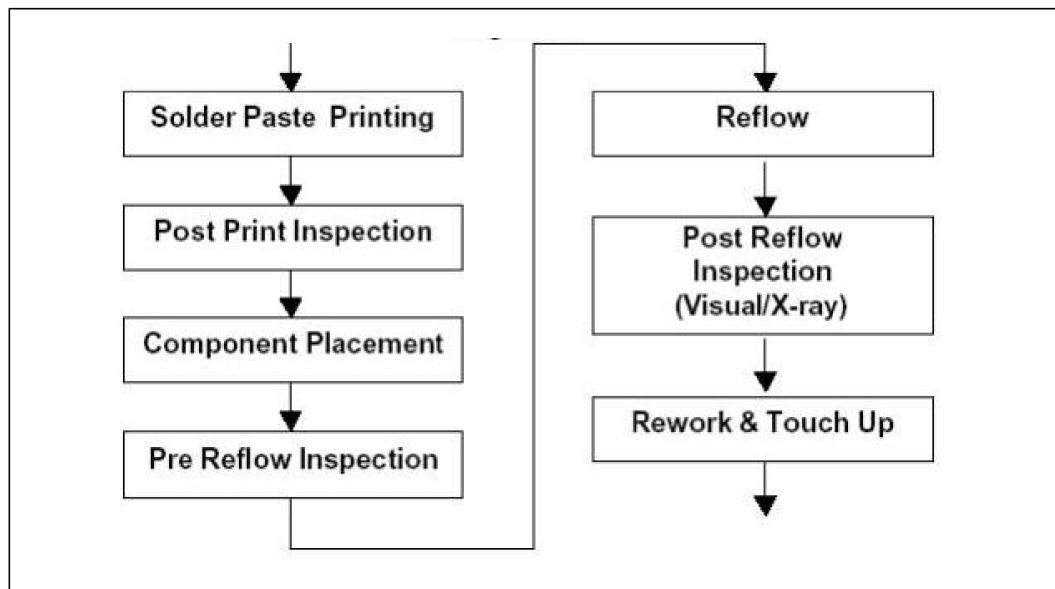 Solder Paste Printing
Post Print Inspection
Component Placement
Pre Reflow Inspection
Reflow
Post Reflow
Inspection
(Visual/X-ray)
Rework & Touch Up